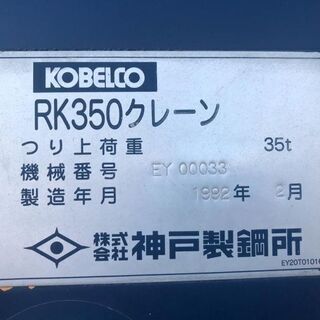 KOBELCO
RK350クレーン
つり上荷重 35t
機械番号 EY 00033
製造年月 1992年 2月
株式会社 神戸製鋼所
EY20T01016